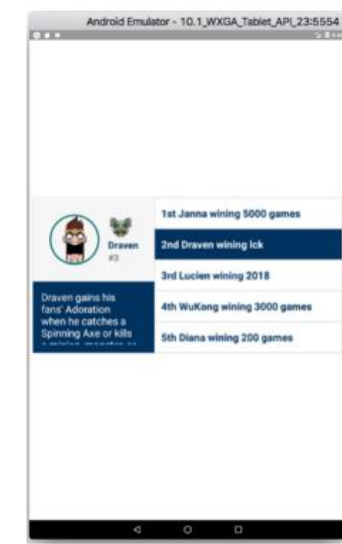 Android Emulator - 10.1_WXGA_Tablet_API_23:5554
Draven
#3
Draven gains his
fans' Adoration
when he catches a
Spinning Axe or kills
1st Janna wining 5000 games
2nd Draven wining lck
3rd Lucien wining 2018
4th WuKong wining 3000 games
5th Diana wining 200 games